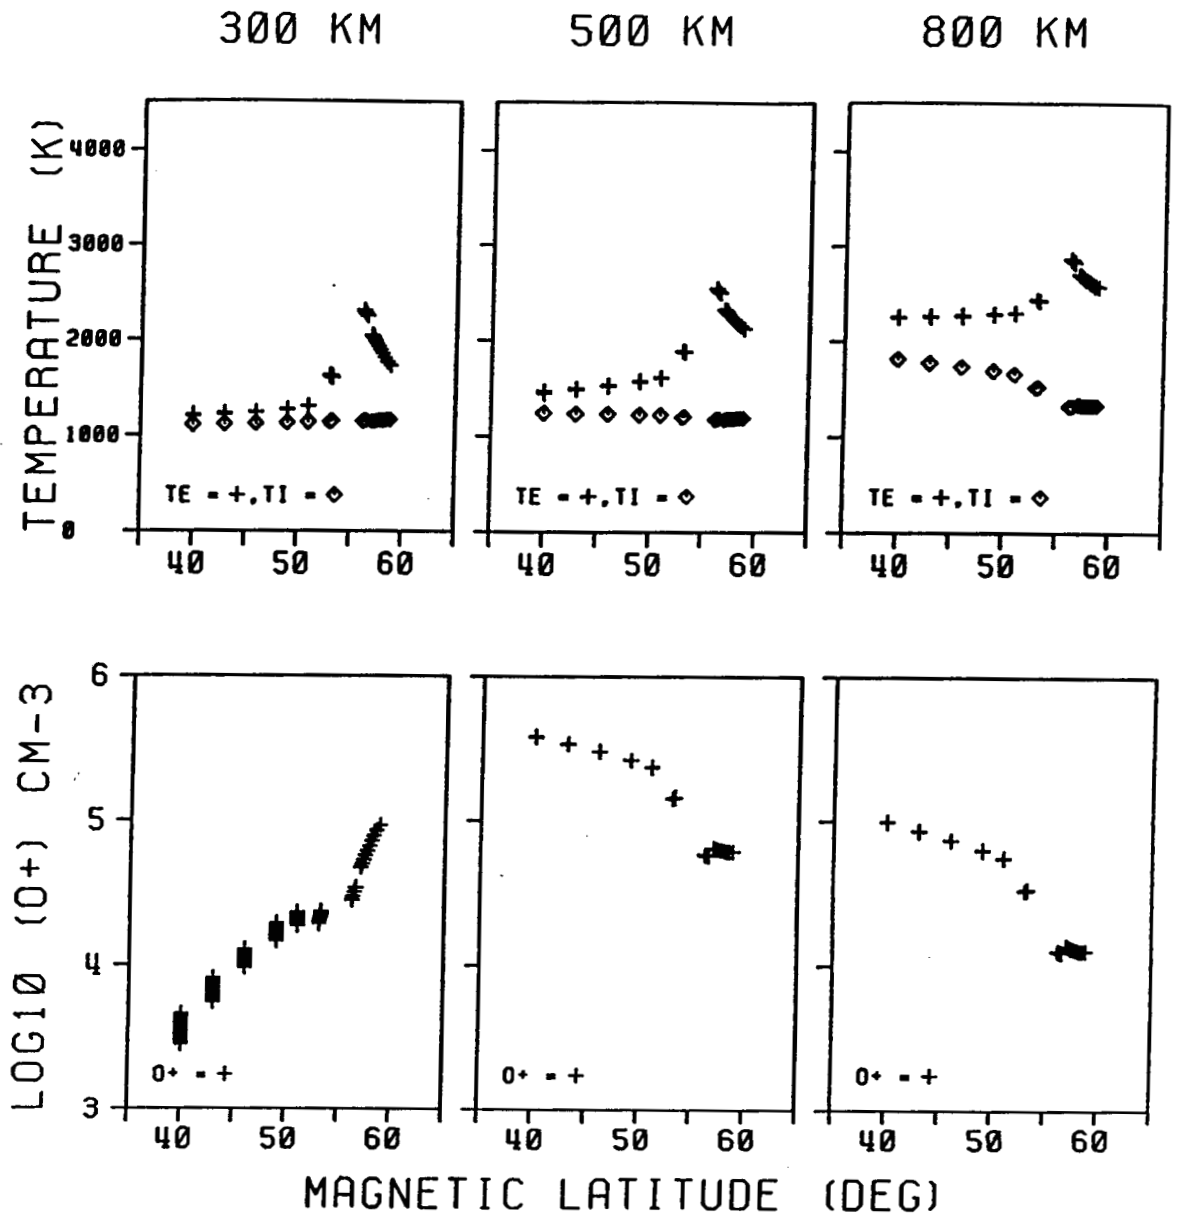 300 KM 500 KM 800 KM
TEMPERATURE (K)
4000
3000
2000
1000
0
TE = +,TI = ◇ TE = +,TI = ◇ TE = +,TI = ◇
40 50 60 40 50 60 40 50 60
LOG10 (O+) CM-3
6
5
4
3
O+ = + O+ = + O+ = +
40 50 60 40 50 60 40 50 60
MAGNETIC LATITUDE (DEG)